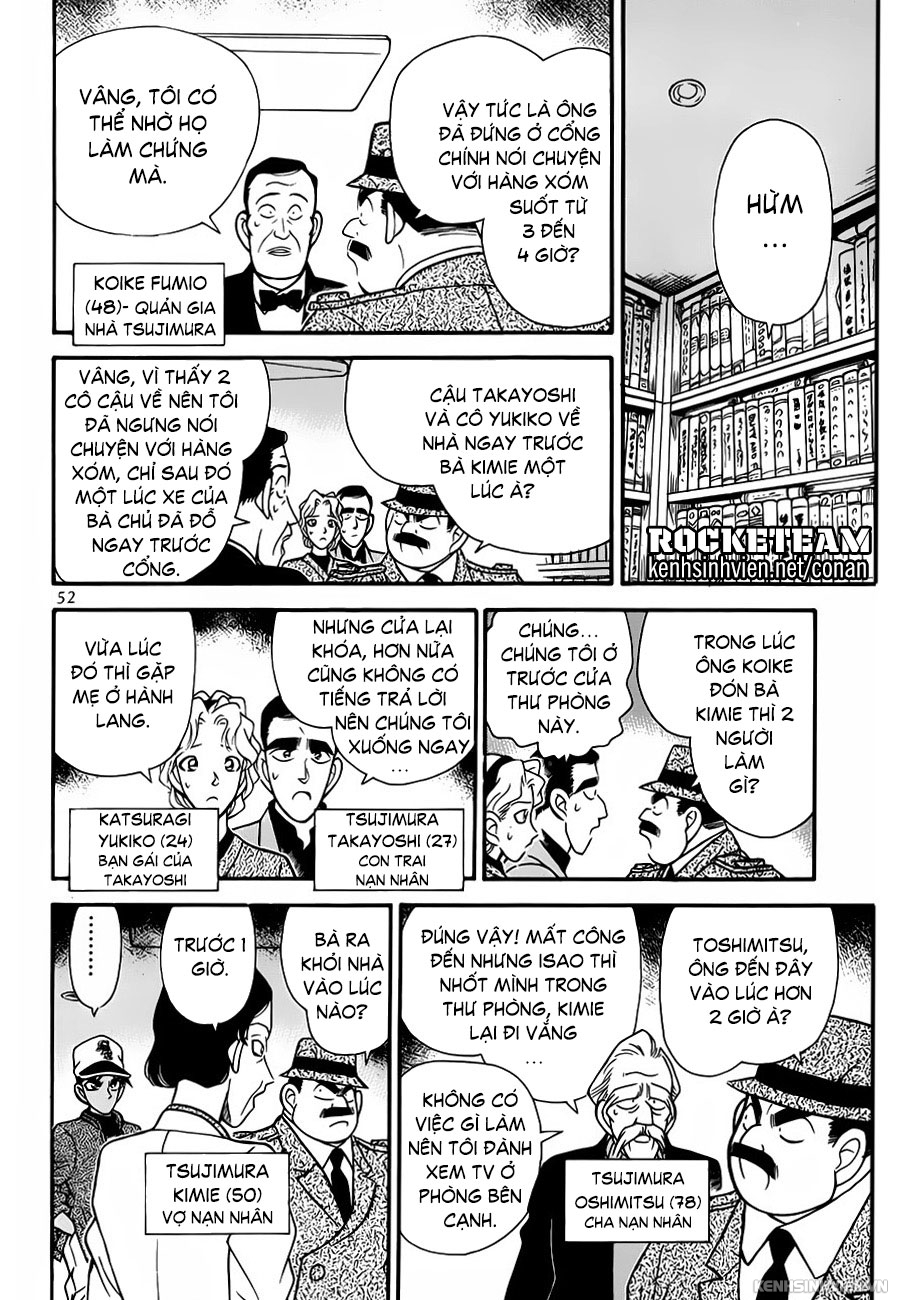 HỪM
...
VẬY TỨC LÀ ÔNG
ĐÃ ĐỨNG Ở CỔNG
CHÍNH NÓI CHUYỆN
VỚI HÀNG XÓM
SUỐT TỪ
3 ĐẾN
4 GIỜ?
VÂNG, TÔI CÓ
THỂ NHỜ HỌ
LÀM CHỨNG
MÀ.
KOIKE FUMIO
(48)- QUẢN GIA
NHÀ TSUJIMURA
CẬU TAKAYOSHI
VÀ CÔ YUKIKO VỀ
NHÀ NGAY TRƯỚC
BÀ KIMIE MỘT
LÚC À?
VÂNG, VÌ THẤY 2
CÔ CẬU VỀ NÊN TÔI
ĐÃ NGƯNG NÓI
CHUYỆN VỚI HÀNG
XÓM, CHỈ SAU ĐÓ
MỘT LÚC XE CỦA
BÀ CHỦ ĐÃ ĐỖ
NGAY TRƯỚC
CỔNG.
ROCKETEAM
kenhsinhvien.net/conan
52
TRONG LÚC
ÔNG KOIKE
ĐÓN BÀ
KIMIE THÌ 2
NGƯỜI
LÀM
GÌ?
CHÚNG...
CHÚNG TÔI Ở
TRƯỚC CỬA
THƯ PHÒNG
NÀY.
NHƯNG CỬA LẠI
KHÓA, HƠN NỮA
CŨNG KHÔNG CÓ
TIẾNG TRẢ LỜI
NÊN CHÚNG TÔI
XUỐNG NGAY
...
VỪA LÚC
ĐÓ THÌ GẶP
MẸ Ở HÀNH
LANG.
TSUJIMURA
TAKAYOSHI (27)
CON TRAI
NẠN NHÂN
KATSURAGI
YUKIKO (24)
BẠN GÁI CỦA
TAKAYOSHI
TOSHIMITSU,
ÔNG ĐẾN ĐÂY
VÀO LÚC HƠN
2 GIỜ À?
ĐÚNG VẬY! MẤT CÔNG
ĐẾN NHƯNG ISAO THÌ
NHỐT MÌNH TRONG
THƯ PHÒNG, KIMIE
LẠI ĐI VẮNG
...
KHÔNG CÓ
VIỆC GÌ LÀM
NÊN TÔI ĐÀNH
XEM TV Ở
PHÒNG BÊN
CẠNH.
TSUJIMURA
OSHIMITSU (78)
CHA NẠN NHÂN
BÀ RA
KHỎI NHÀ
VÀO LÚC
NÀO?
TRƯỚC 1
GIỜ.
TSUJIMURA
KIMIE (50)
VỢ NẠN NHÂN
........